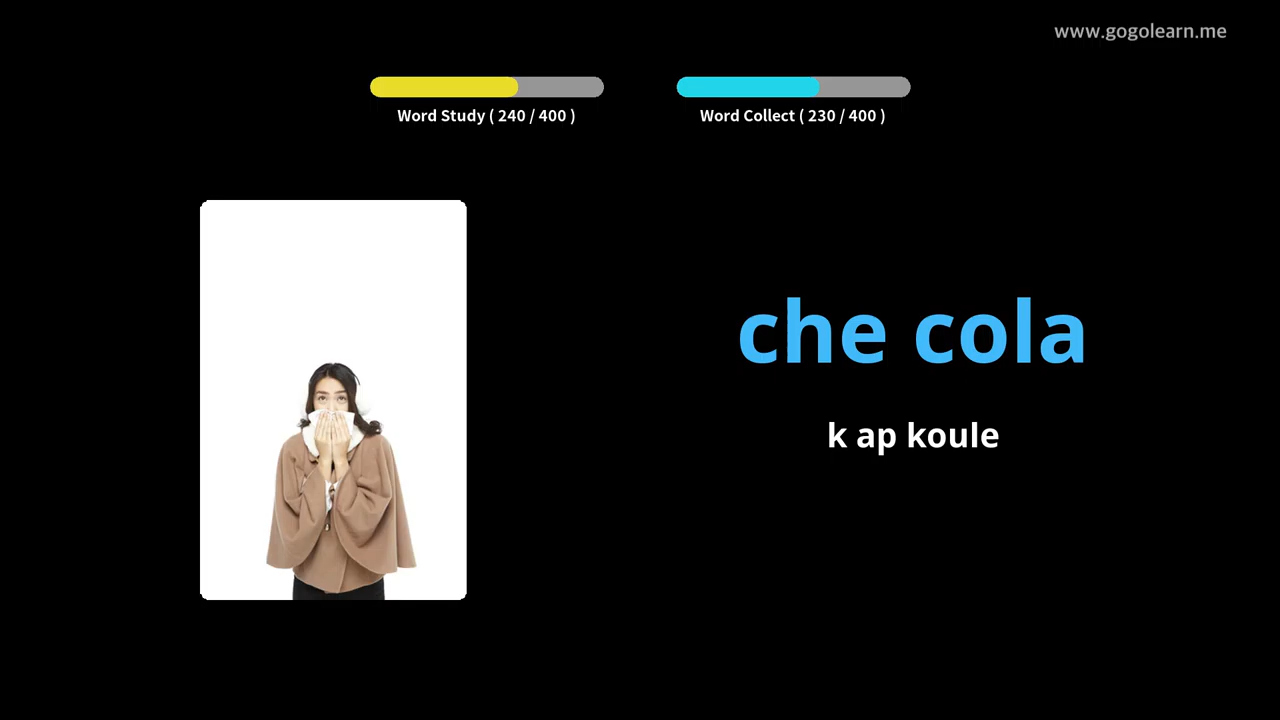 www.gogolearn.me
Word Study ( 240 / 400 )
Word Collect ( 230 / 400 )
che cola
k ap koule